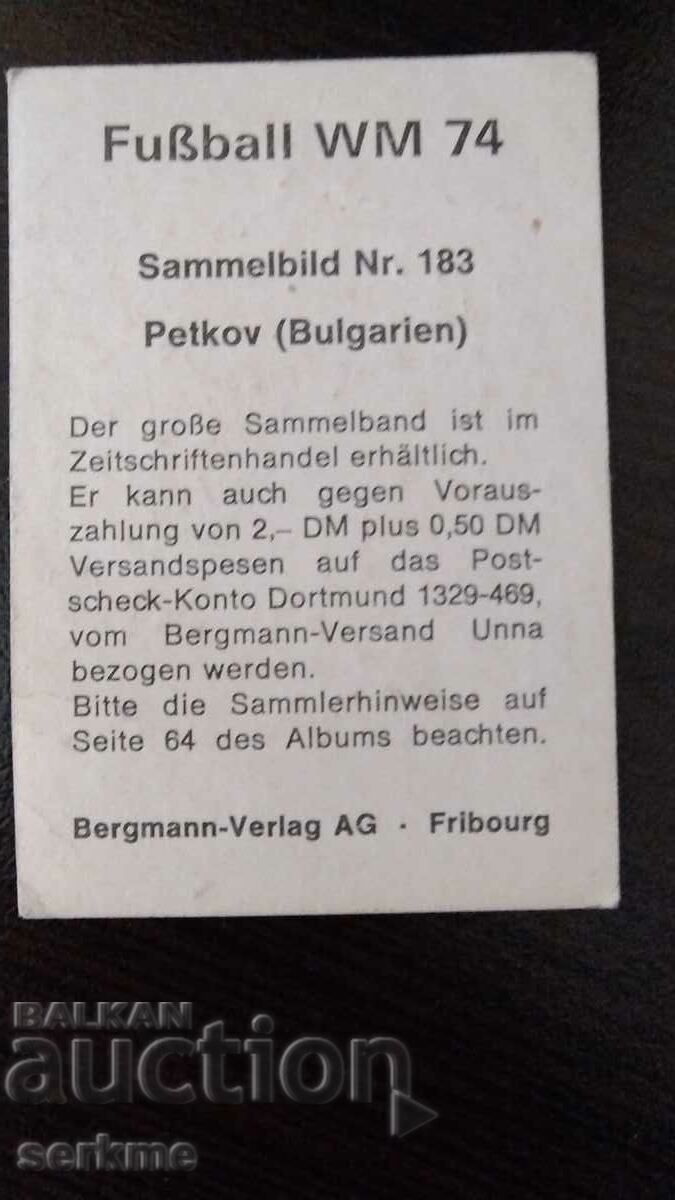 Fußball WM 74
Sammelbild Nr. 183
Petkov (Bulgarien)
Der große Sammelband ist im
Zeitschriftenhandel erhältlich.
Er kann auch gegen Voraus-
zahlung von 2,– DM plus 0,50 DM
Versandspesen auf das Post-
scheck-Konto Dortmund 1329-469,
vom Bergmann-Versand Unna
bezogen werden.
Bitte die Sammlerhinweise auf
Seite 64 des Albums beachten.
Bergmann-Verlag AG · Fribourg
BALKAN
auction
serkme